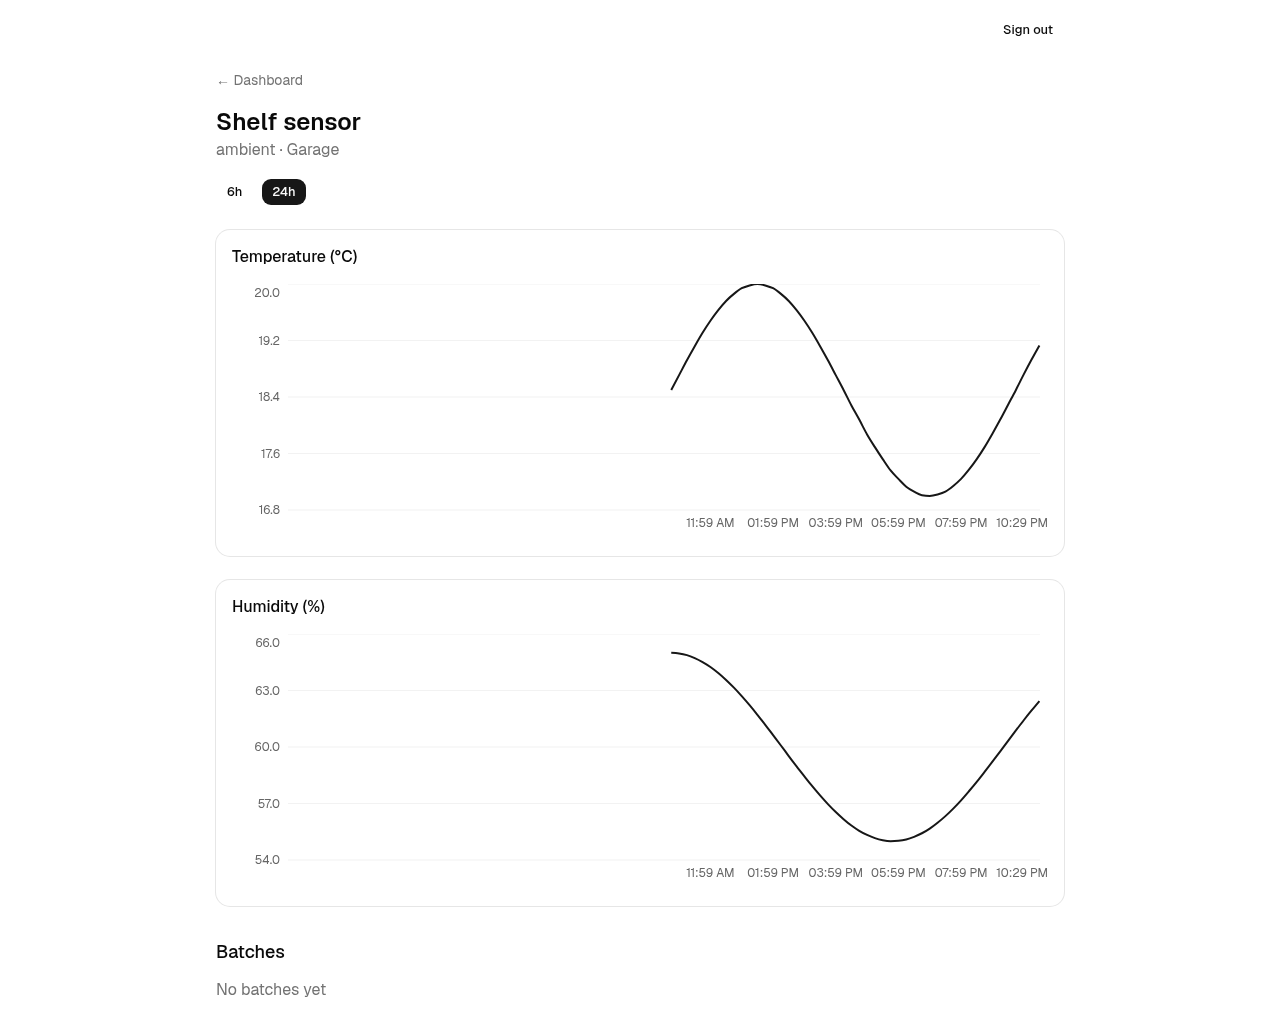 Sign out
← Dashboard
Shelf sensor
ambient · Garage
6h 24h
Temperature (°C)
20.0
19.2
18.4
17.6
16.8
11:59 AM 01:59 PM 03:59 PM 05:59 PM 07:59 PM 10:29 PM
Humidity (%)
66.0
63.0
60.0
57.0
54.0
11:59 AM 01:59 PM 03:59 PM 05:59 PM 07:59 PM 10:29 PM
Batches
No batches yet